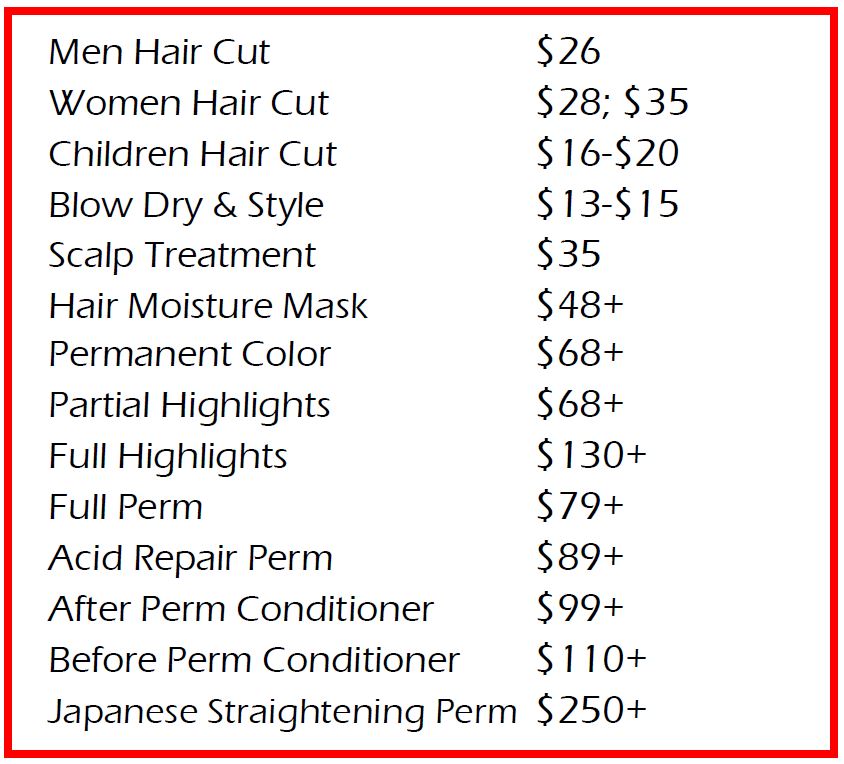 Men Hair Cut $26
Women Hair Cut $28; $35
Children Hair Cut $16-$20
Blow Dry & Style $13-$15
Scalp Treatment $35
Hair Moisture Mask $48+
Permanent Color $68+
Partial Highlights $68+
Full Highlights $130+
Full Perm $79+
Acid Repair Perm $89+
After Perm Conditioner $99+
Before Perm Conditioner $110+
Japanese Straightening Perm $250+